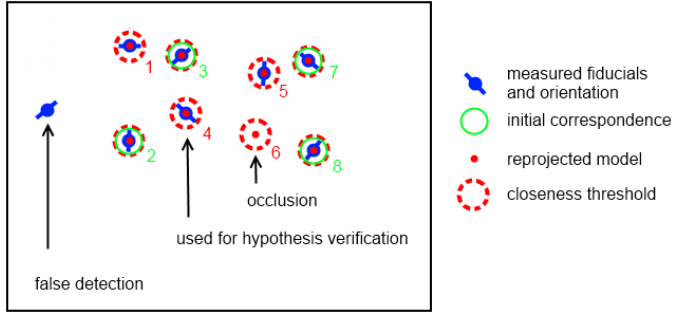 1
3
5
7
2
4
6
8
occlusion
used for hypothesis verification
false detection
measured fiducials
and orientation
initial correspondence
reprojected model
closeness threshold